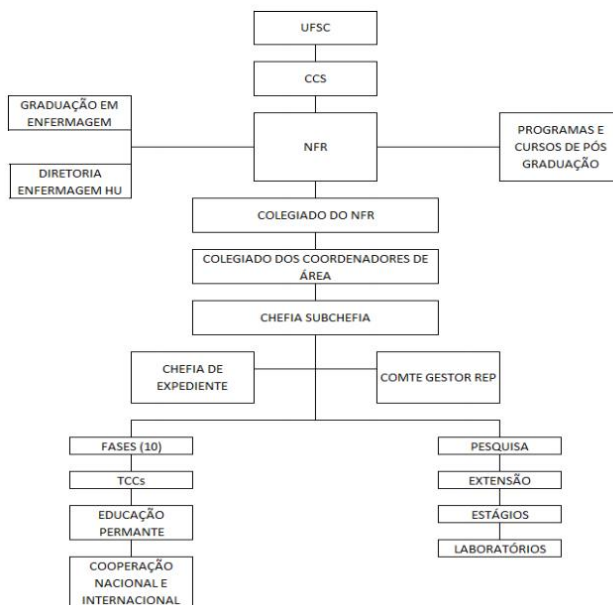 UFSC
CCS
GRADUAÇÃO EM
ENFERMAGEM
NFR
PROGRAMAS E
CURSOS DE PÓS
GRADUAÇÃO
DIRETORIA
ENFERMAGEM HU
COLEGIADO DO NFR
COLEGIADO DOS COORDENADORES DE
ÁREA
CHEFIA SUBCHEFIA
CHEFIA DE
EXPEDIENTE
COMTE GESTOR REP
FASES (10)
TCCs
EDUCAÇÃO
PERMANTE
COOPERAÇÃO
NACIONAL E
INTERNACIONAL
PESQUISA
EXTENSÃO
ESTÁGIOS
LABORATÓRIOS